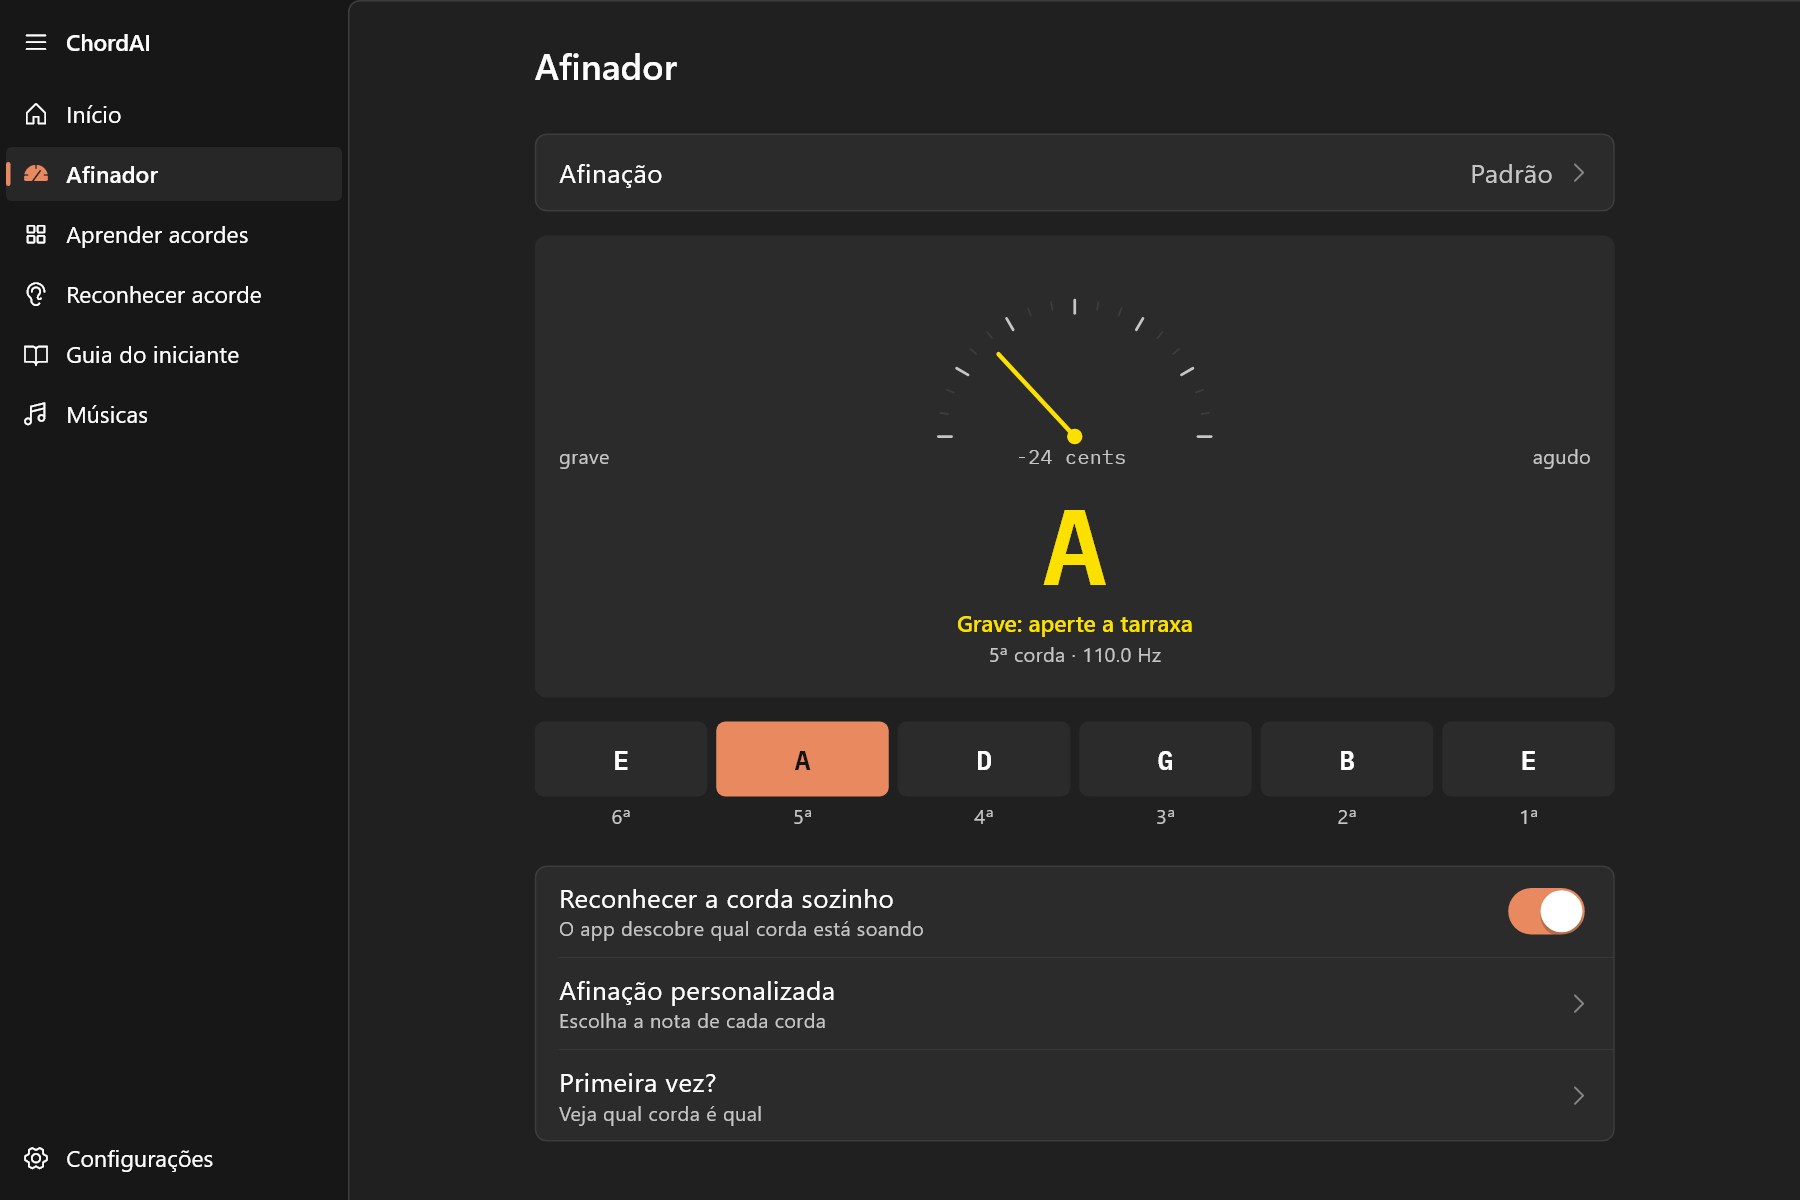 ChordAI
Início
Afinador
Aprender acordes
Reconhecer acorde
Guia do iniciante
Músicas
Configurações
Afinador
Afinação Padrão
grave -24 cents agudo
A
Grave: aperte a tarraxa
5ª corda · 110.0 Hz
E A D G B E
6ª 5ª 4ª 3ª 2ª 1ª
Reconhecer a corda sozinho
O app descobre qual corda está soando
Afinação personalizada
Escolha a nota de cada corda
Primeira vez?
Veja qual corda é qual